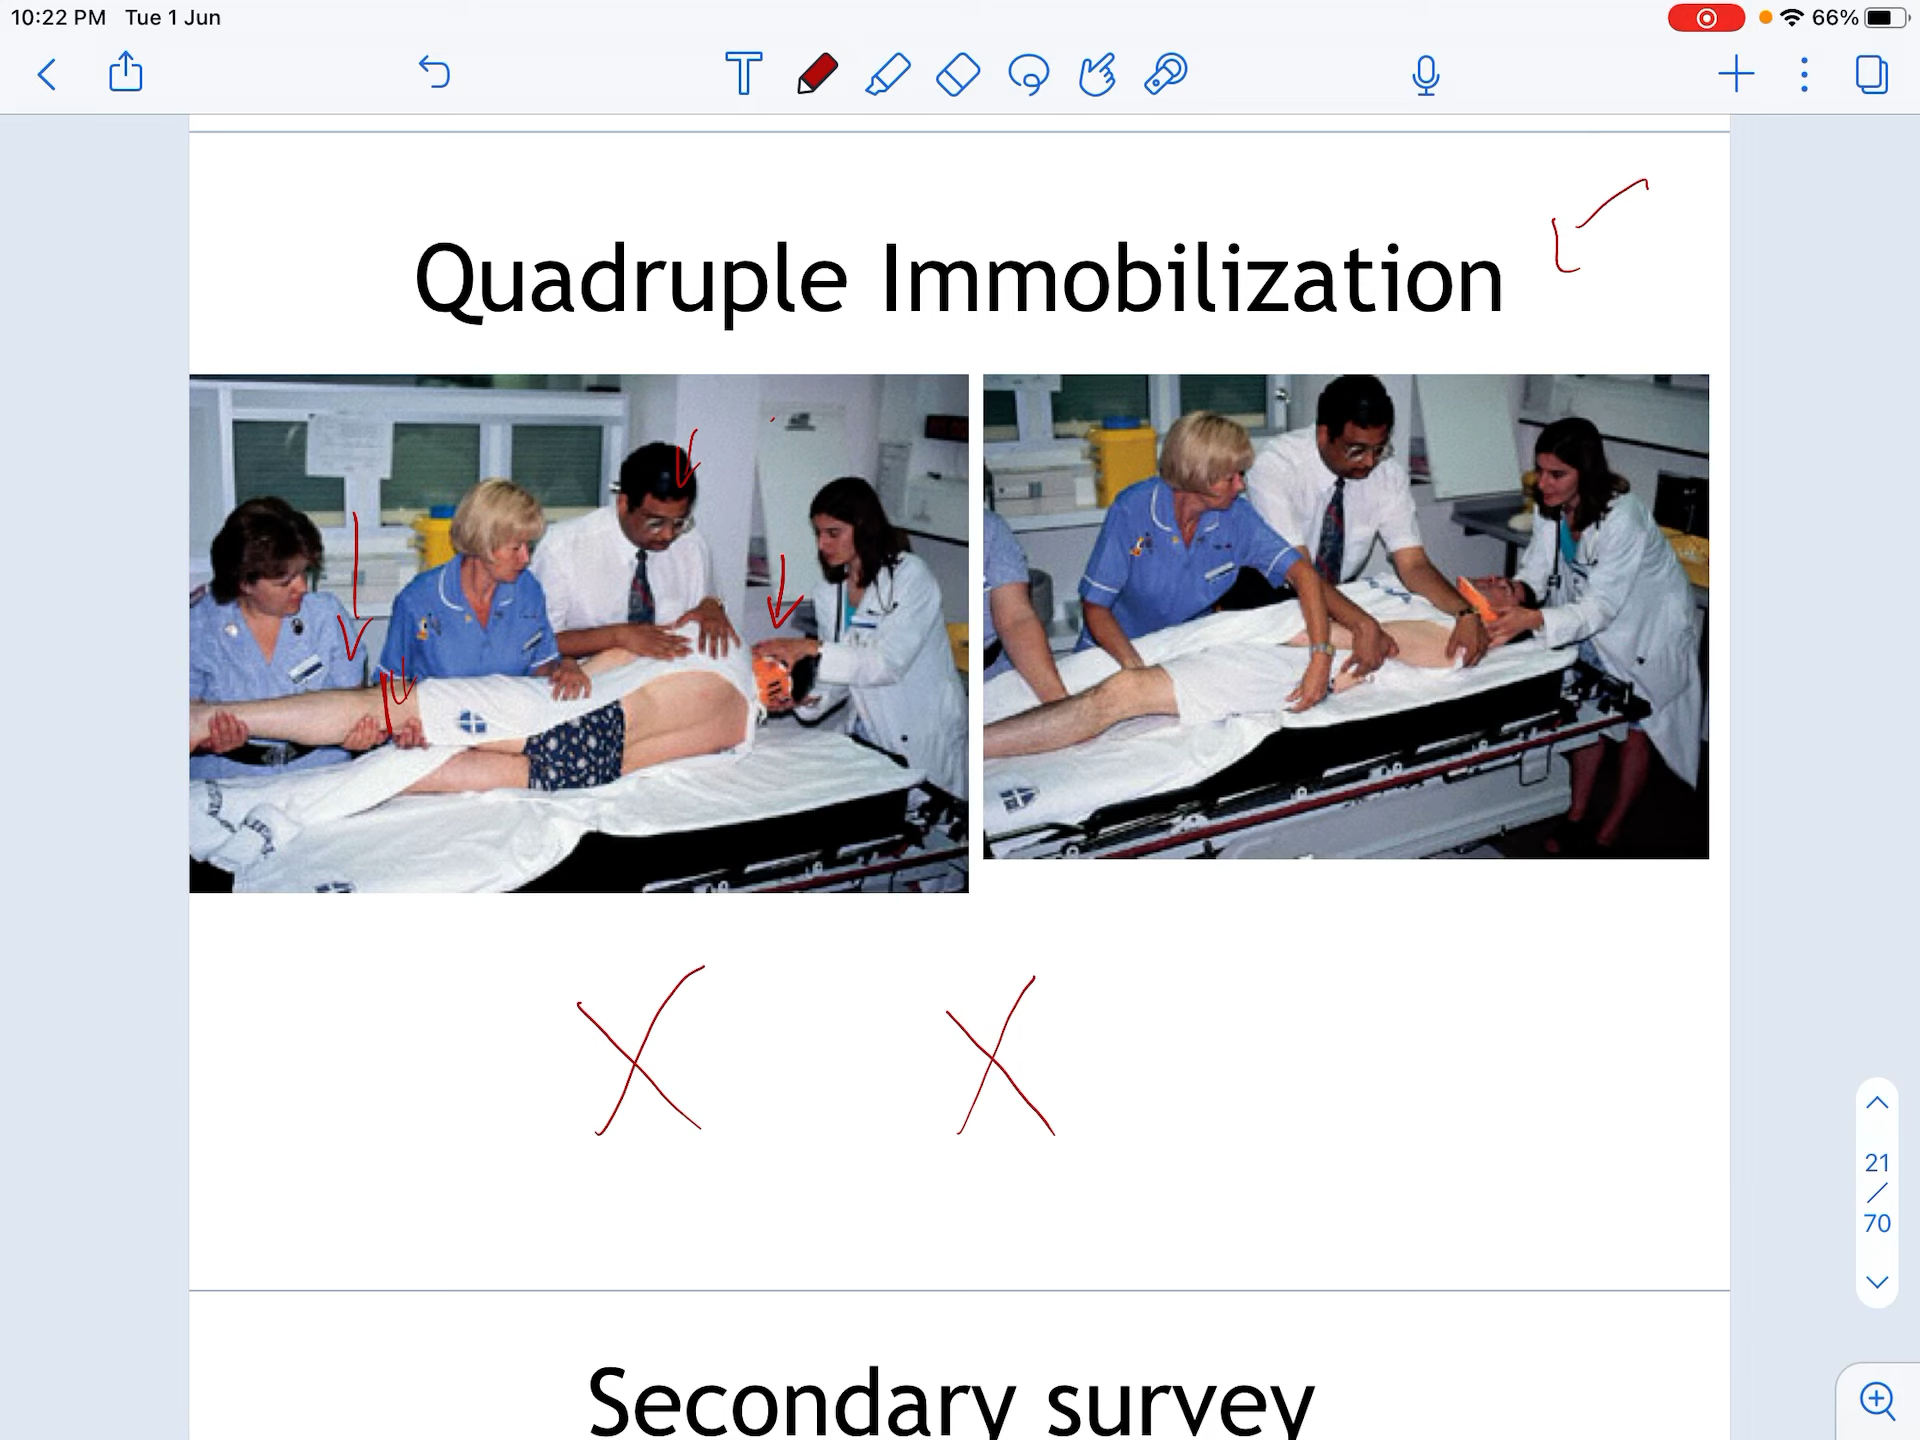 10:22 PM Tue 1 Jun
66%
T
Quadruple Immobilization
21
/
70
Secondary survey